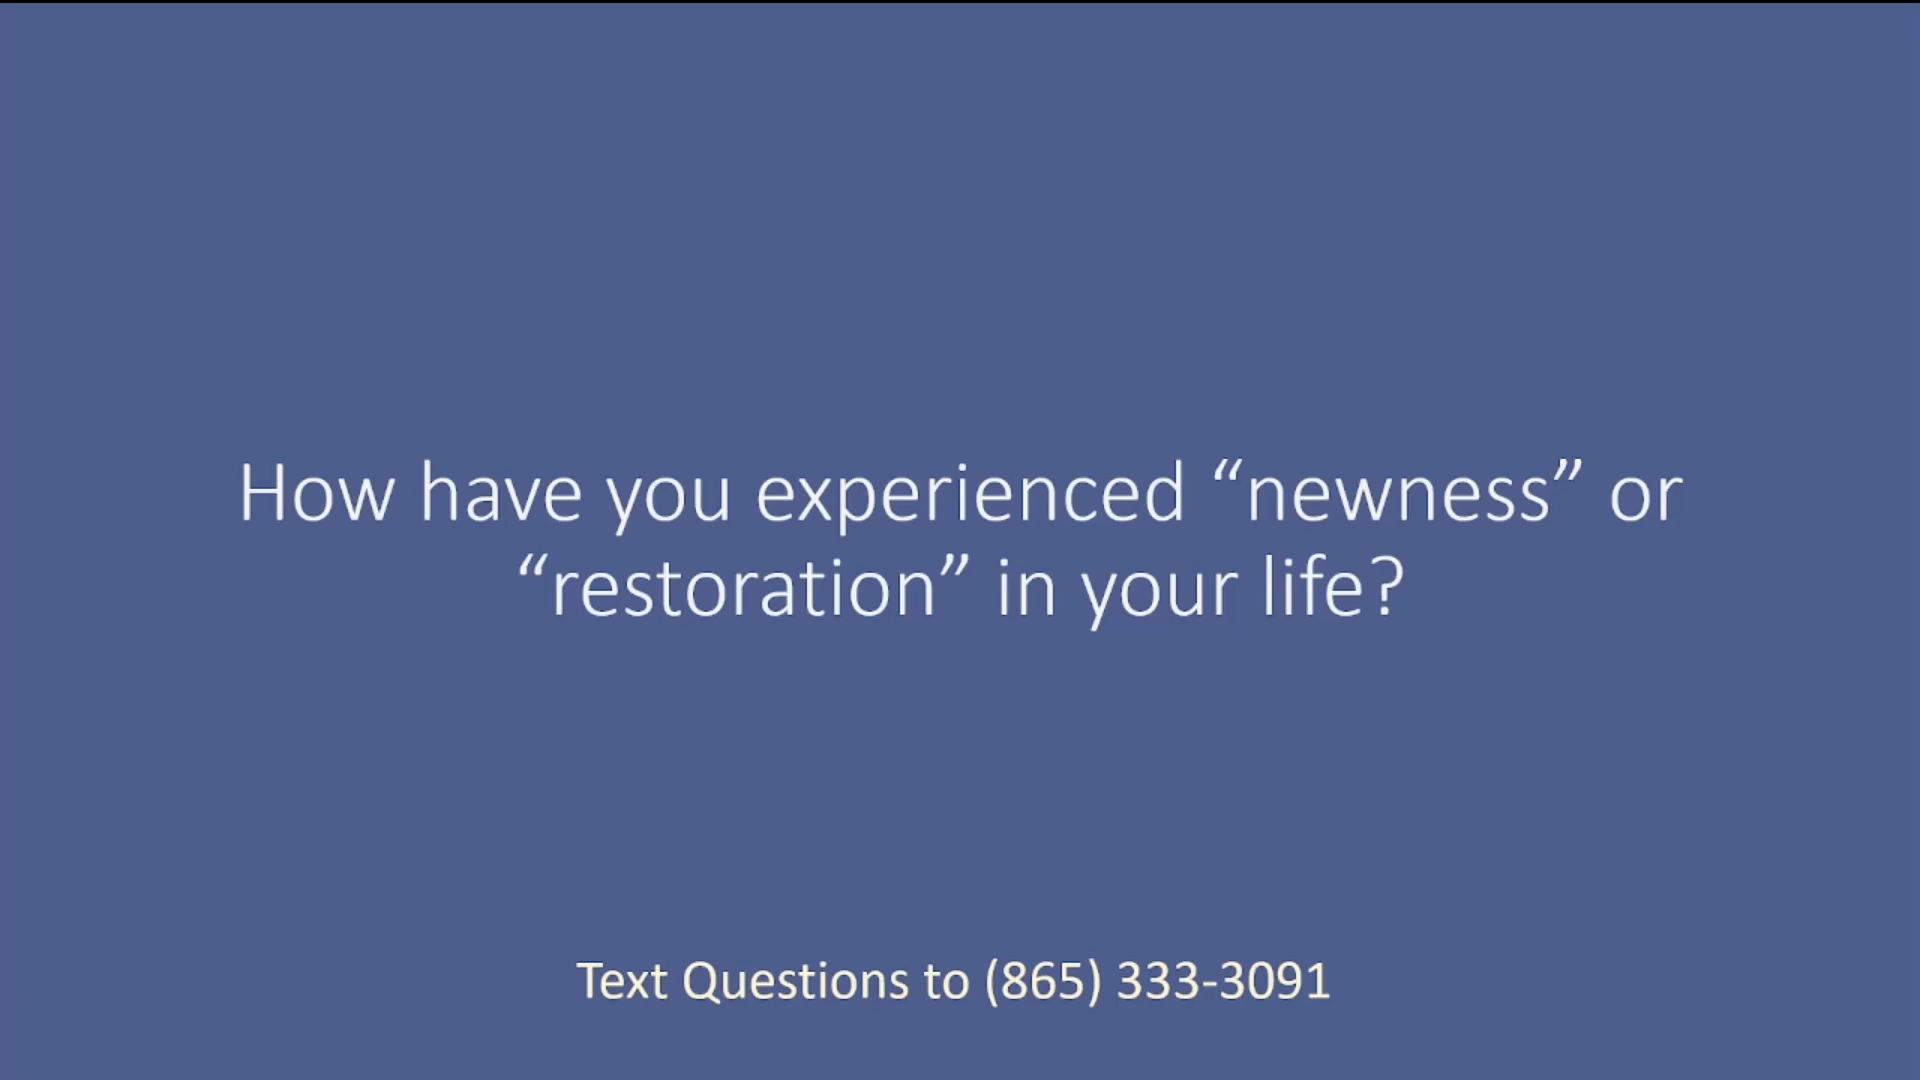 How have you experienced “newness” or
“restoration” in your life?
Text Questions to (865) 333-3091